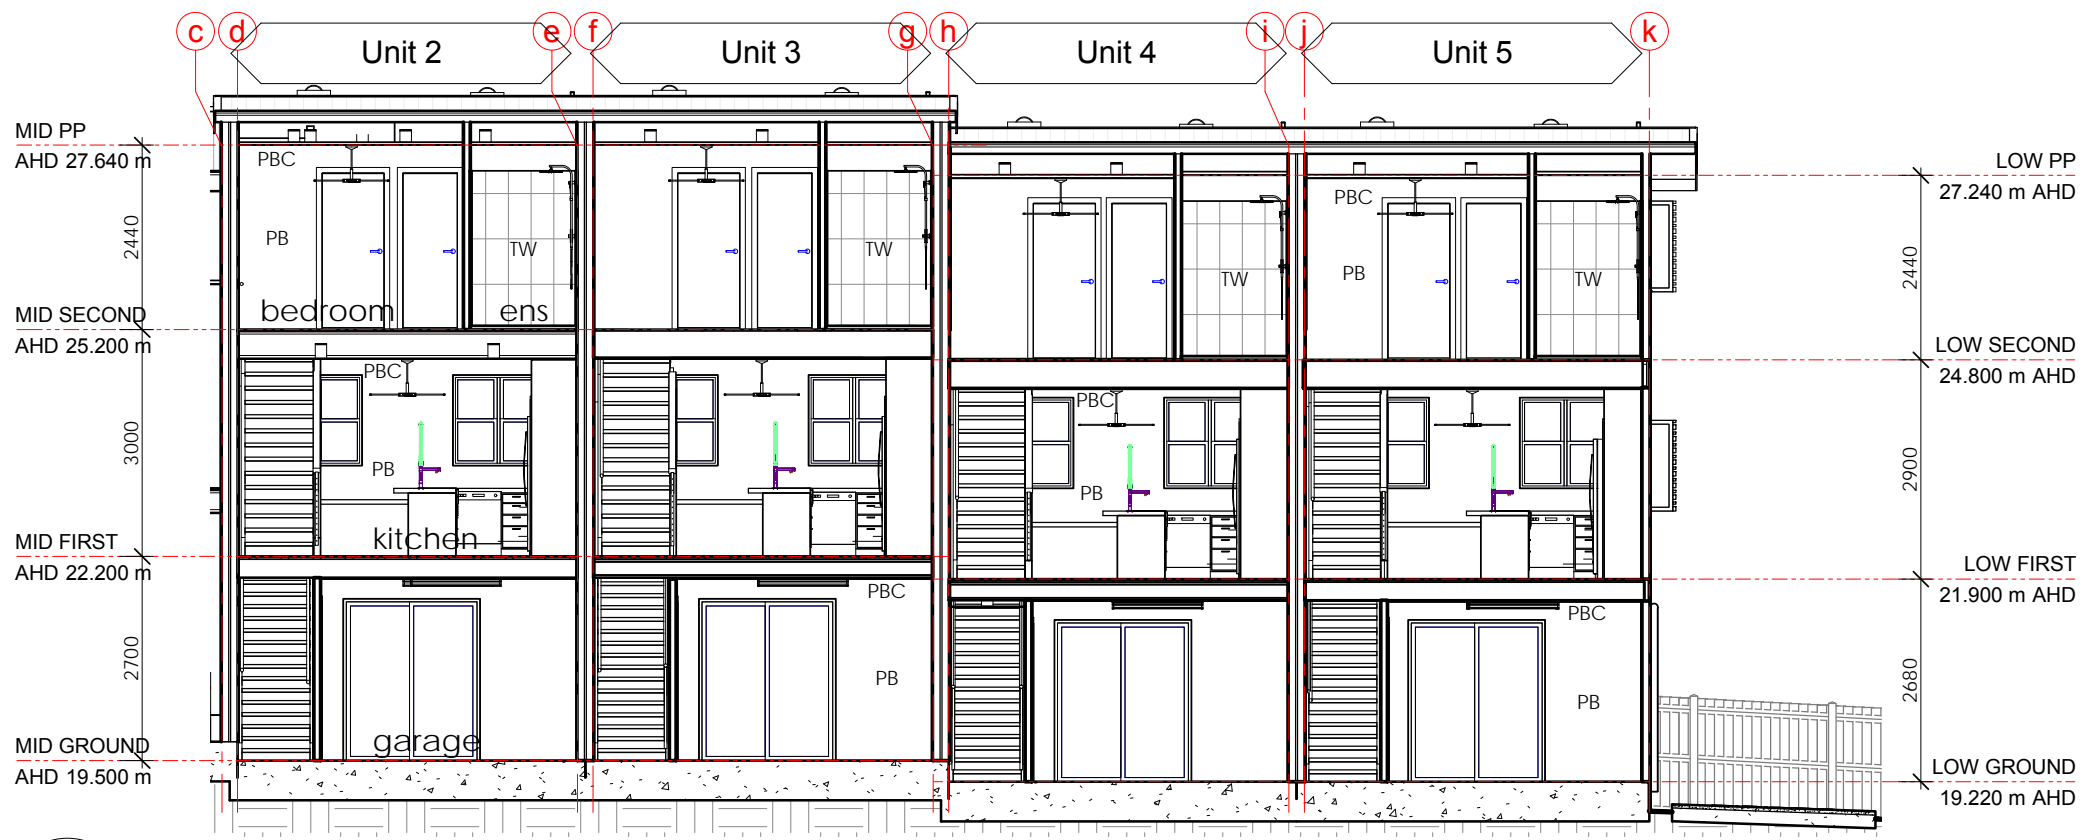 c d Unit 2 e f Unit 3 g h Unit 4 i j Unit 5 k
MID PP
AHD 27.640 m
LOW PP
27.240 m AHD
PBC
PBC
2440
PB
TW
TW
TW
PB
TW
2440
bedroom ens
MID SECOND
AHD 25.200 m
LOW SECOND
24.800 m AHD
PBC
PBC
3000
PB
PB
2900
kitchen
MID FIRST
AHD 22.200 m
LOW FIRST
21.900 m AHD
PBC
PBC
2700
PB
PB
2680
garage
MID GROUND
AHD 19.500 m
LOW GROUND
19.220 m AHD